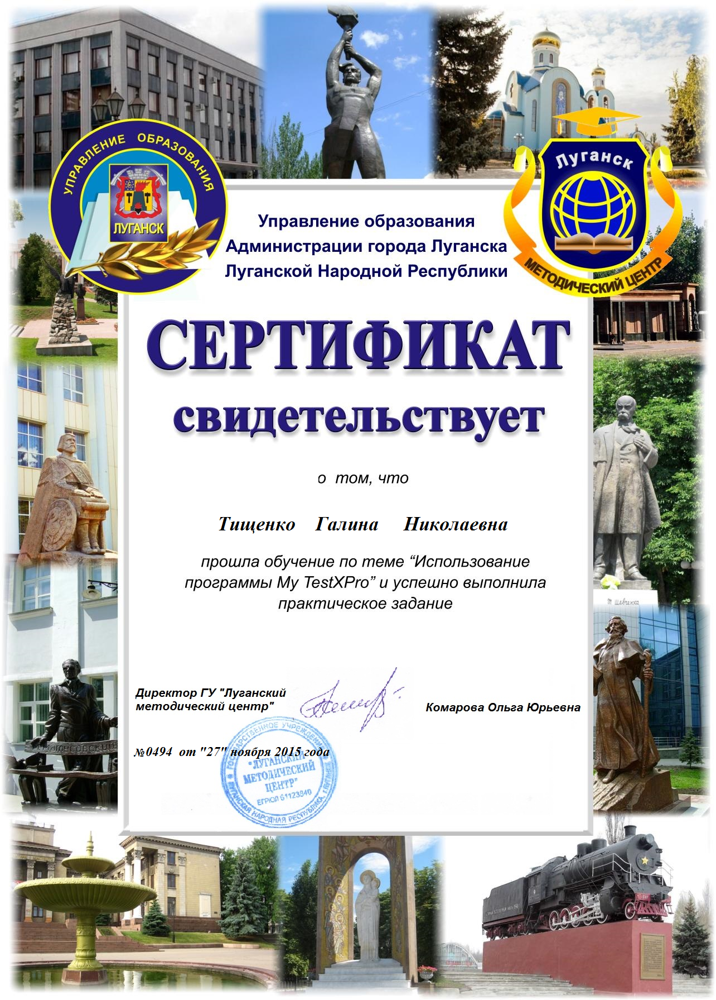 УПРАВЛЕНИЕ ОБРАЗОВАНИЯ
ЛУГАНСК
Луганск
МЕТОДИЧЕСКИЙ ЦЕНТР
Управление образования
Администрации города Луганска
Луганской Народной Республики
СЕРТИФИКАТ
свидетельствует
о том, что
Тищенко Галина Николаевна
прошла обучение по теме “Использование
программы My TestXPro” и успешно выполнила
практическое задание
Т Шевченко
Директор ГУ "Луганский
методический центр"
Комарова Ольга Юрьевна
№0494 от "27" ноября 2015 года
ГОСУДАРСТВЕННОЕ УЧРЕЖДЕНИЕ
"ЛУГАНСКИЙ
МЕТОДИЧЕСКИЙ
ЦЕНТР"
ЕГРЮЛ 61123840
ЛУГАНСКАЯ НАРОДНАЯ РЕСПУБЛИКА, г.ЛУГАНСК
МАТУСОВСКИЙ